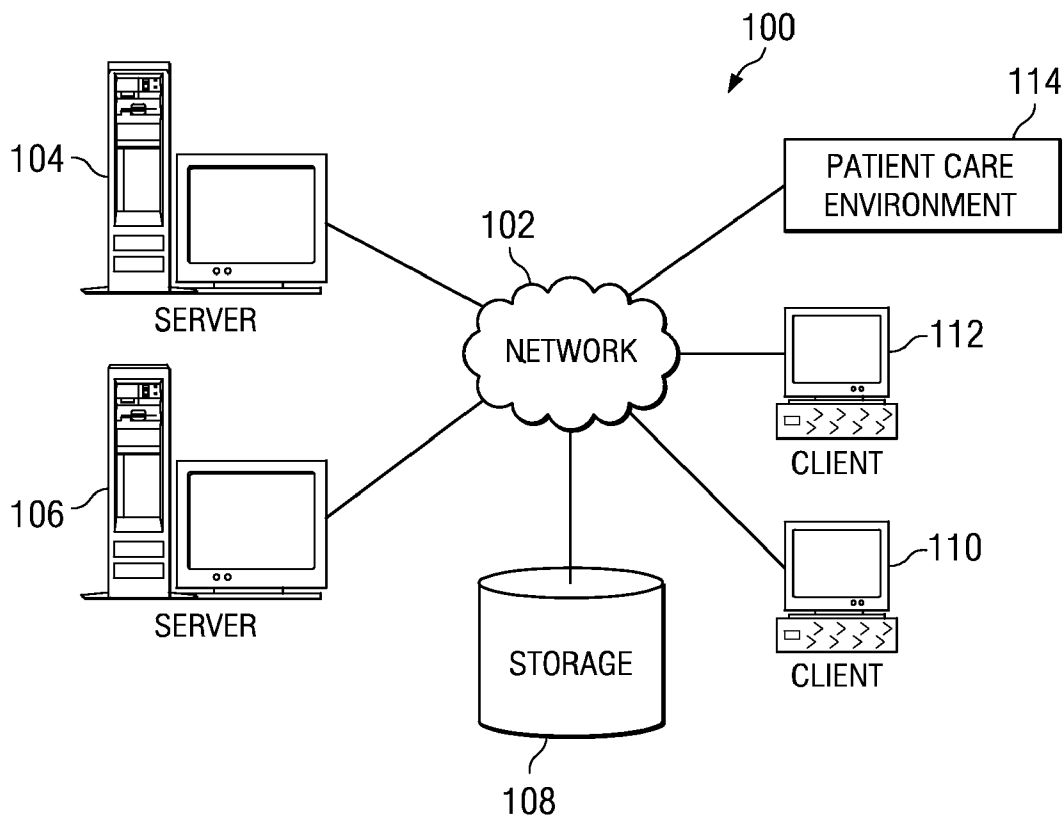 100
114
104
PATIENT CARE
ENVIRONMENT
102
SERVER
112
NETWORK
CLIENT
106
110
SERVER
STORAGE
CLIENT
108